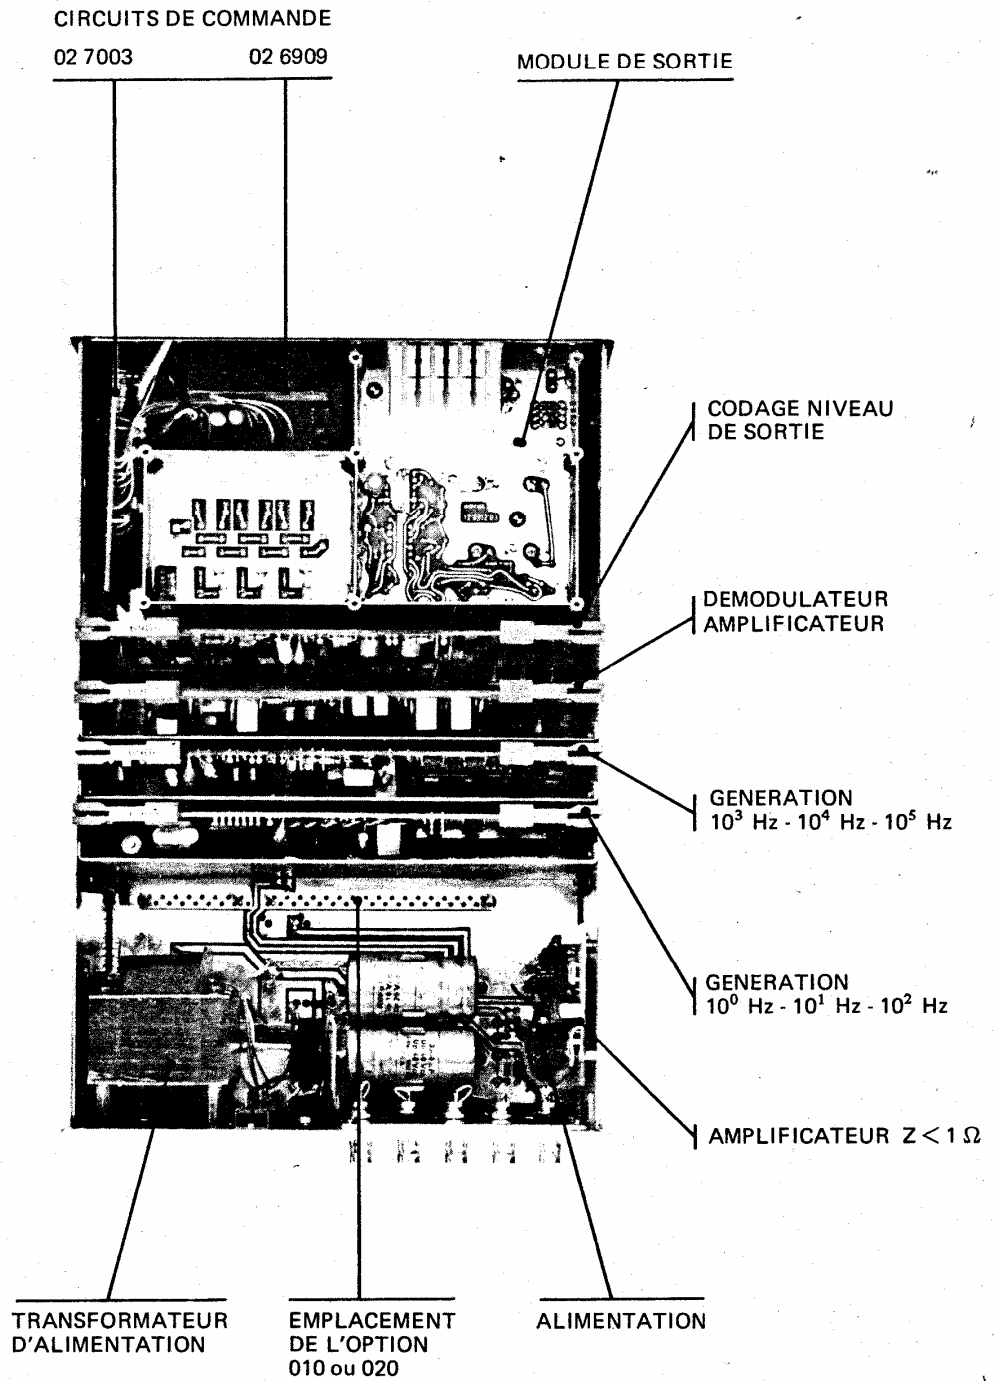 CIRCUITS DE COMMANDE
02 7003
02 6909
MODULE DE SORTIE
CODAGE NIVEAU
DE SORTIE
DEMODULATEUR
AMPLIFICATEUR
GENERATION
10³ Hz - 10⁴ Hz - 10⁵ Hz
GENERATION
10⁰ Hz - 10¹ Hz - 10² Hz
AMPLIFICATEUR Z < 1 Ω
TRANSFORMATEUR
D'ALIMENTATION
EMPLACEMENT
DE L'OPTION
010 ou 020
ALIMENTATION